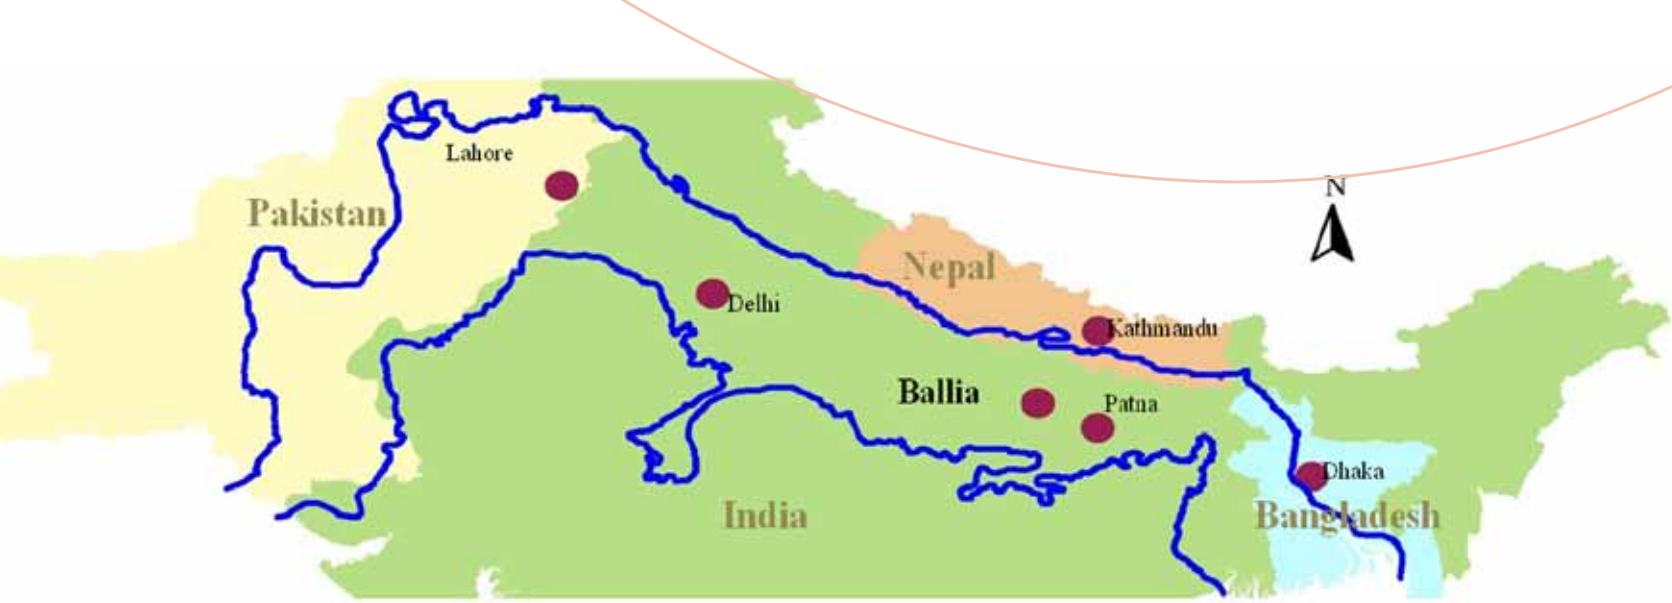 N
Lahore
Pakistan
Nepal
Delhi
Kathmandu
Ballia
Patna
Dhaka
India
Bangladesh